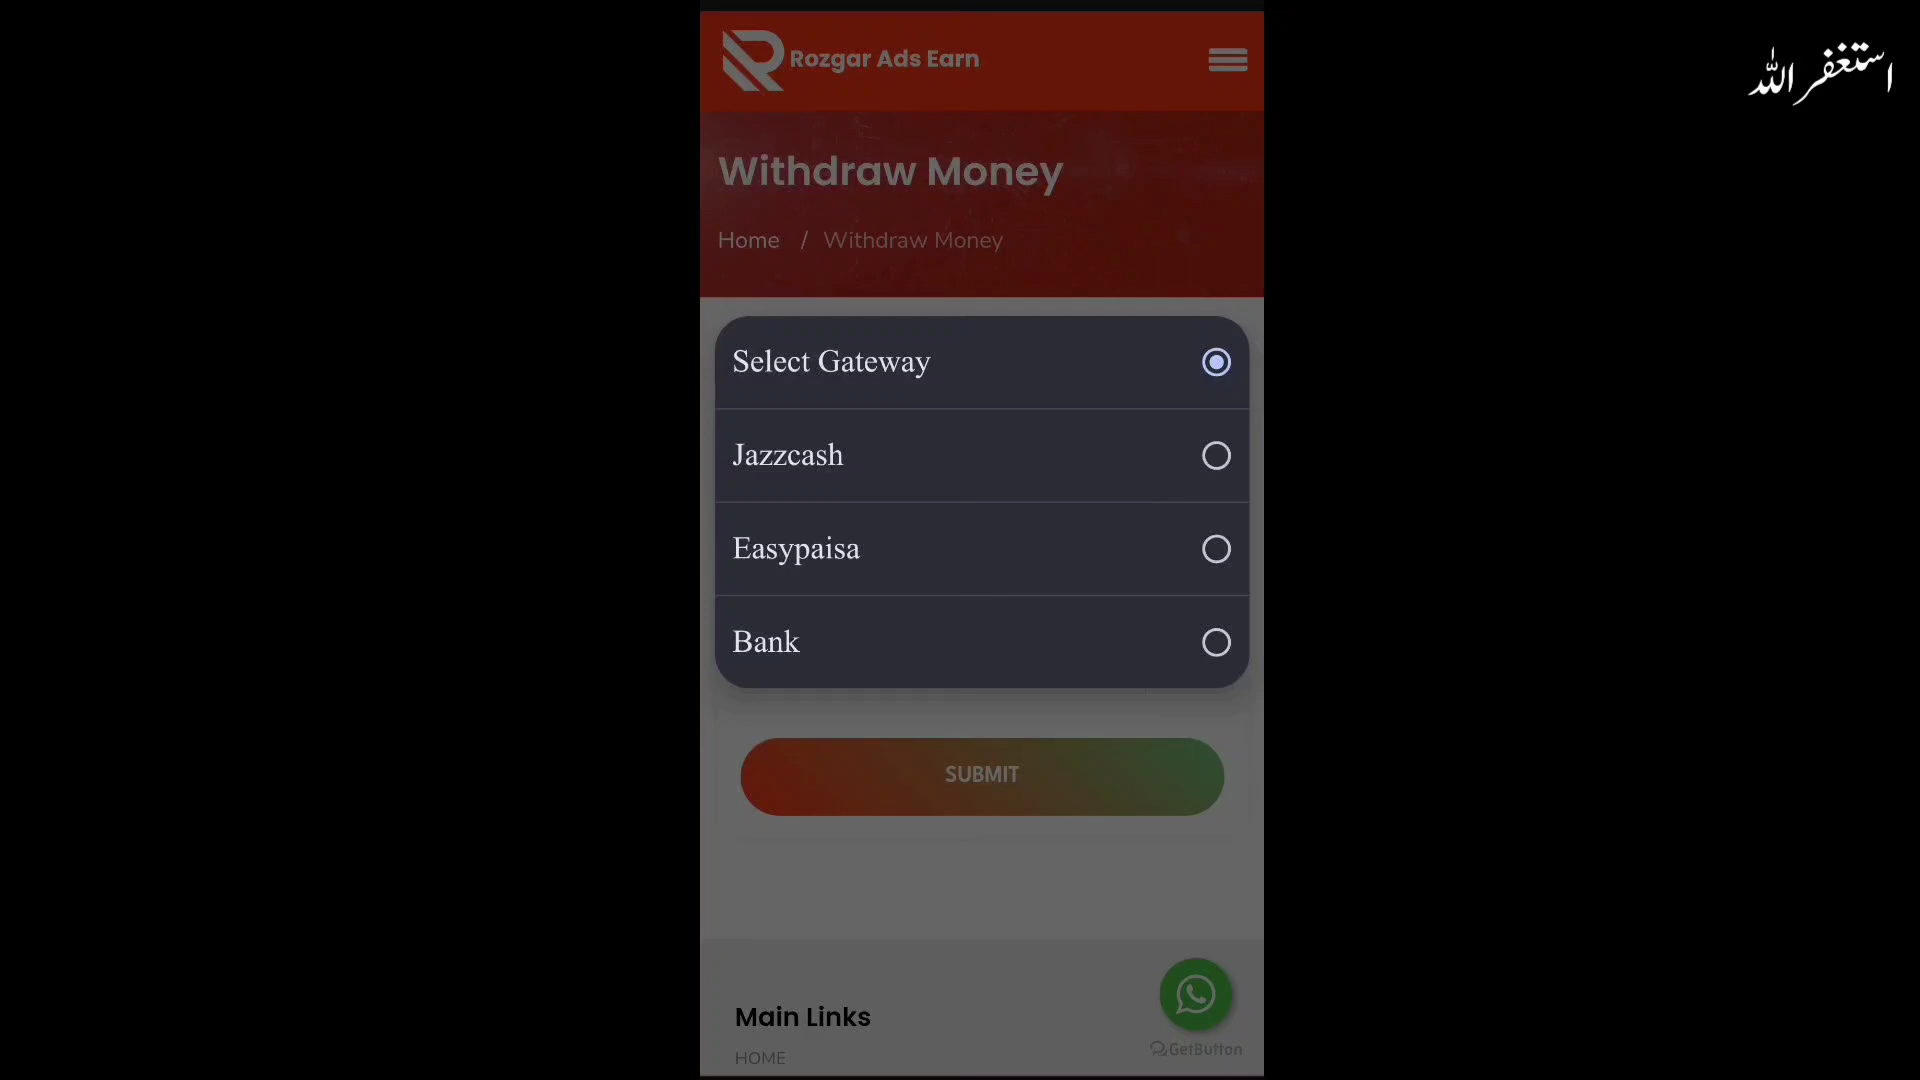 Rozgar Ads Earn
استغفر الله
Withdraw Money
Home / Withdraw Money
Select Gateway
Jazzcash
Easypaisa
Bank
SUBMIT
Main Links
HOME
GetButton